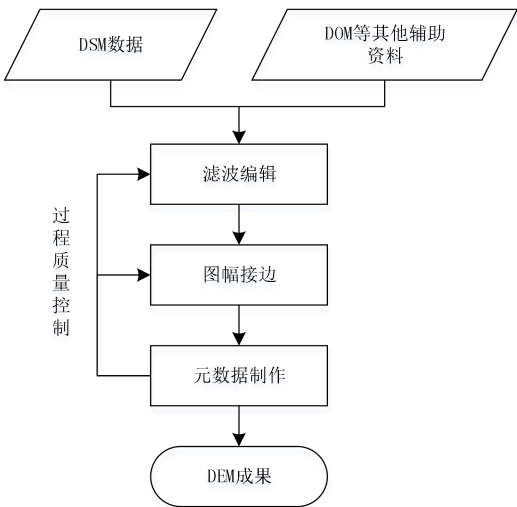 DSM数据
DOM等其他辅助
资料
滤波编辑
过程质量控制
图幅接边
元数据制作
DEM成果